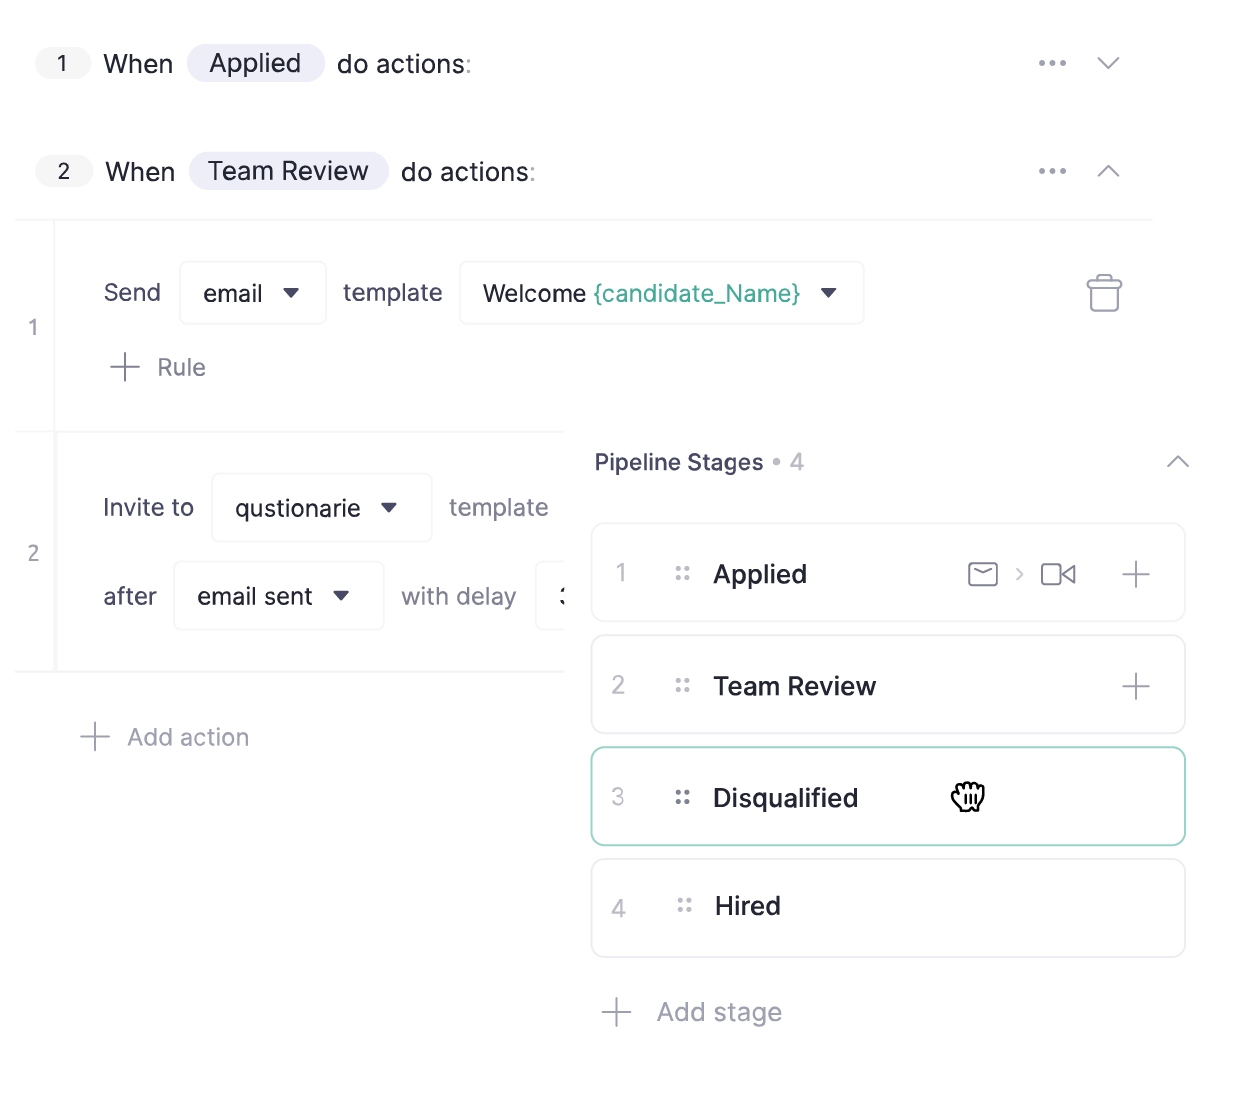 1 When Applied do actions:
2 When Team Review do actions:
1
Send email template Welcome {candidate_Name}
Rule
2
Invite to qustionarie template
after email sent with delay
Add action
Pipeline Stages • 4
1 Applied
2 Team Review
3 Disqualified
4 Hired
Add stage